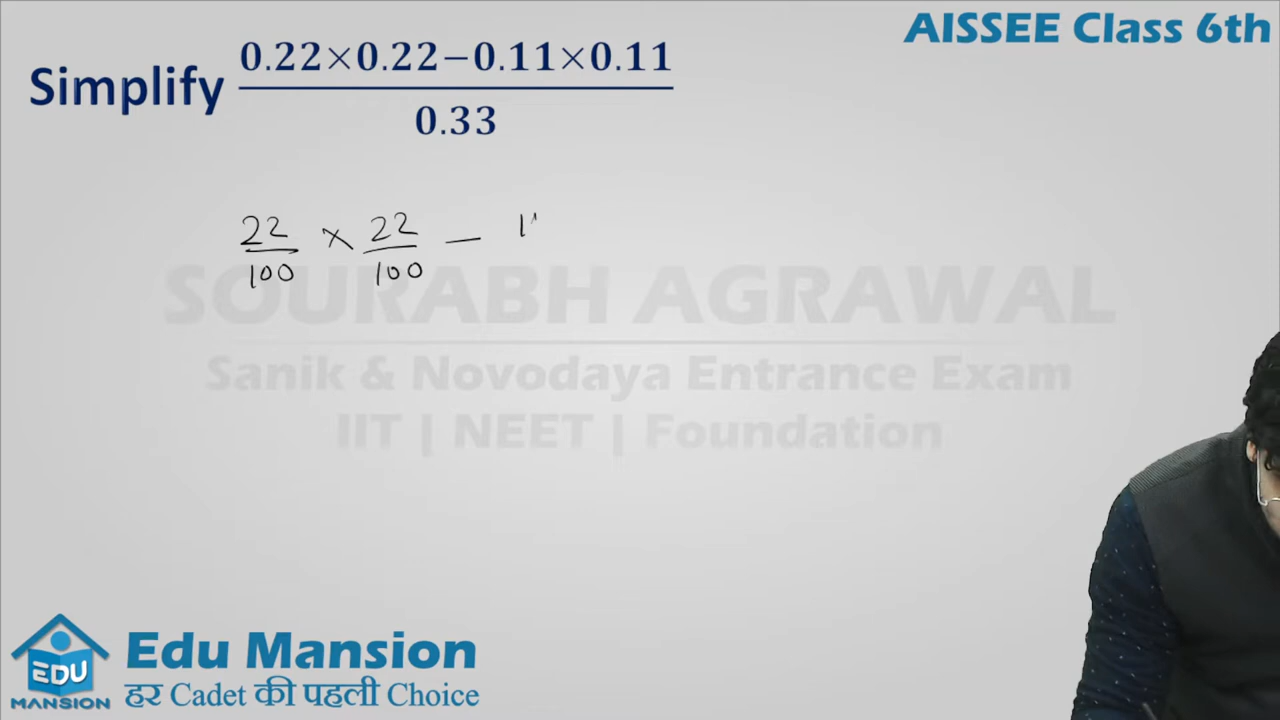 AISSEE Class 6th
Simplify (0.22×0.22−0.11×0.11)/0.33
22/100 × 22/100 − 11
SOURABH AGRAWAL
Sanik & Novodaya Entrance Exam
IIT | NEET | Foundation
EDU
MANSION
Edu Mansion
हर Cadet की पहली Choice